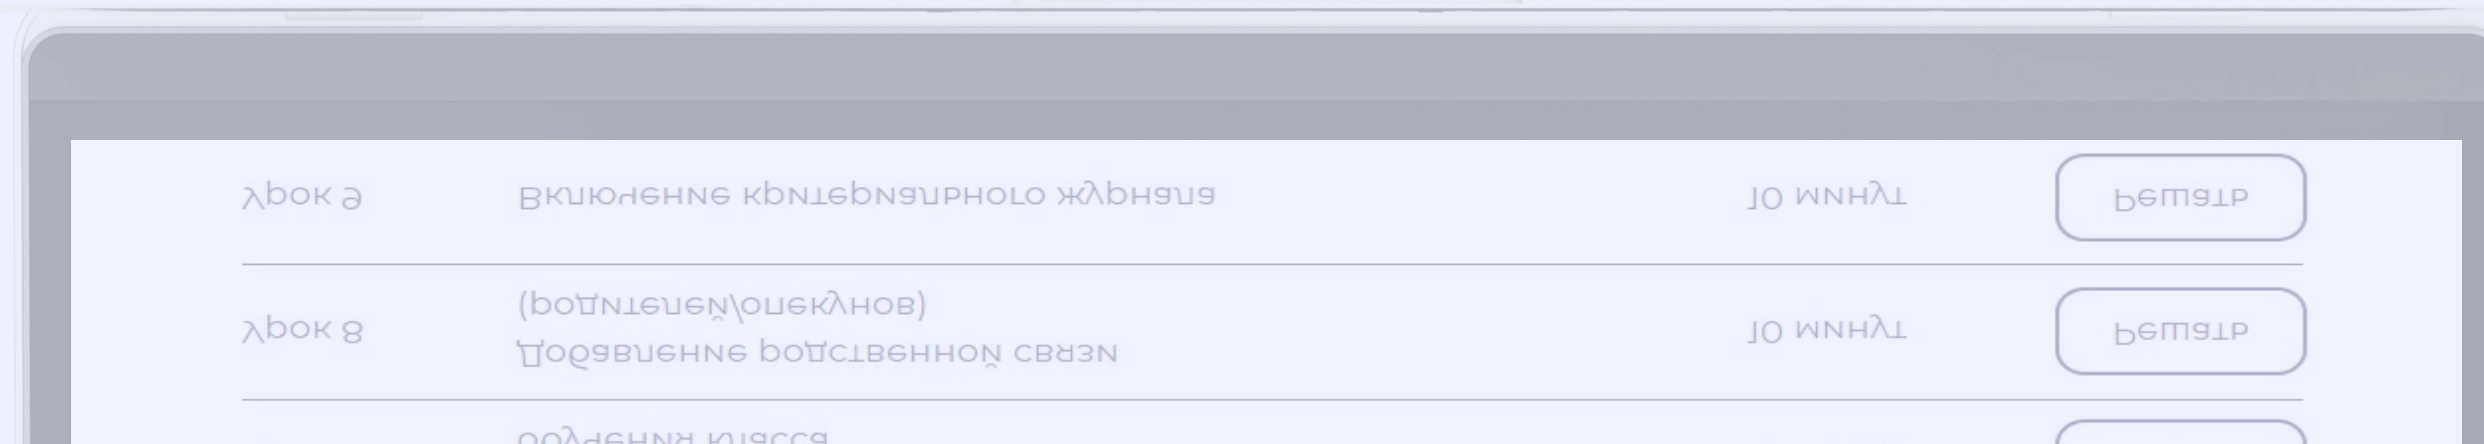 Урок 9 Включение критериального журнала 10 минут Решать
Урок 8 Добавление родственной связи 10 минут Решать
(родителей/опекунов)
обучения класса